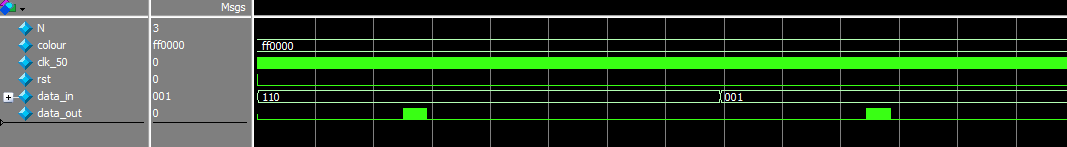 Msgs
N 3
colour ff0000 ff0000
clk_50 0
rst 0
data_in 001 110 001
data_out 0